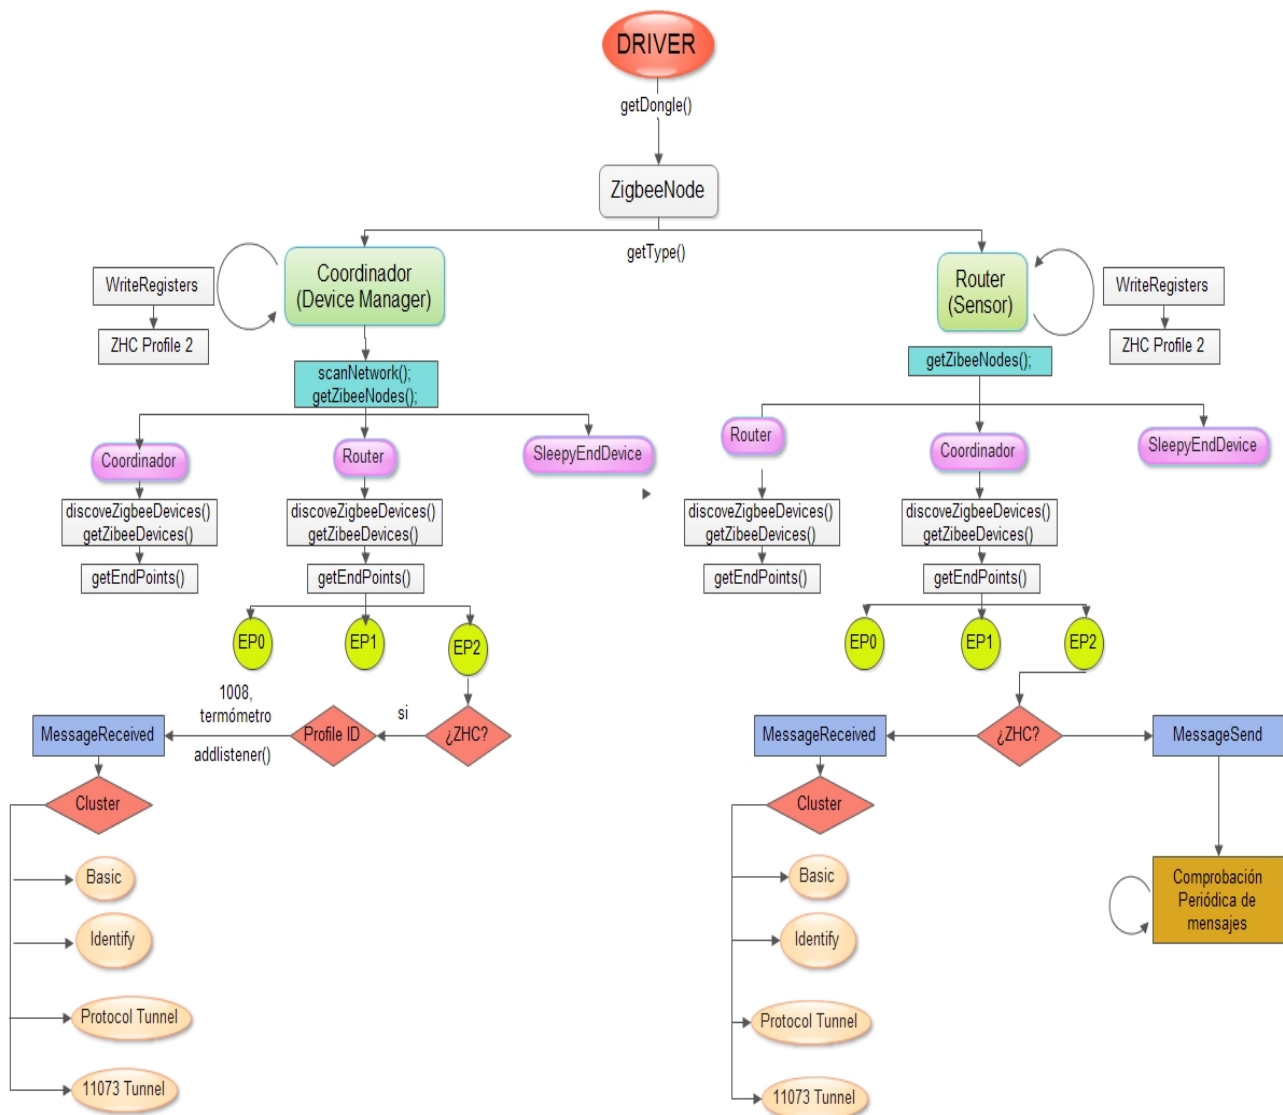 DRIVER
getDongle()
ZigbeeNode
getType()
Coordinador
(Device Manager)
WriteRegisters
ZHC Profile 2
scanNetwork();
getZibeeNodes();
Coordinador
Router
SleepyEndDevice
discoveZigbeeDevices()
getZibeeDevices()
discoveZigbeeDevices()
getZibeeDevices()
getEndPoints()
getEndPoints()
EP0
EP1
EP2
¿ZHC?
si
Profile ID
1008,
termómetro
addlistener()
MessageReceived
Cluster
Basic
Identify
Protocol Tunnel
11073 Tunnel
Router
(Sensor)
WriteRegisters
ZHC Profile 2
getZibeeNodes();
Router
Coordinador
SleepyEndDevice
discoveZigbeeDevices()
getZibeeDevices()
discoveZigbeeDevices()
getZibeeDevices()
getEndPoints()
getEndPoints()
EP0
EP1
EP2
MessageReceived
¿ZHC?
MessageSend
Cluster
Basic
Identify
Protocol Tunnel
11073 Tunnel
Comprobación
Periódica de
mensajes